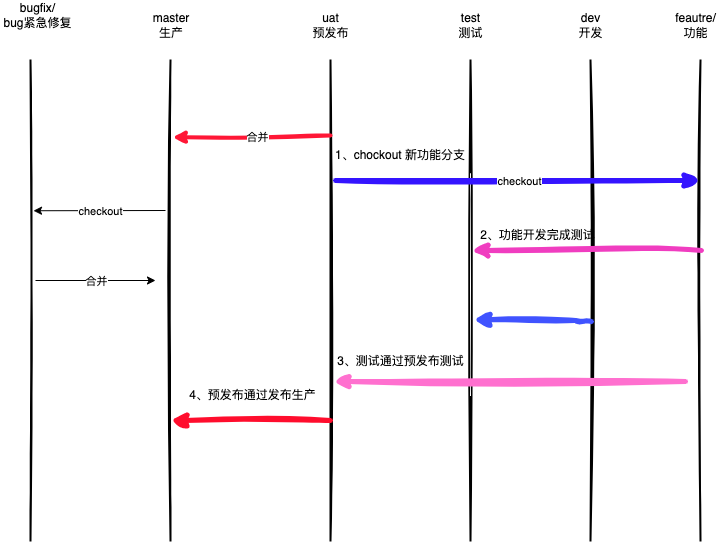 bugfix/
bug紧急修复
master
生产
uat
预发布
test
测试
dev
开发
feautre/
功能
合并
1、chockout 新功能分支
checkout
checkout
2、功能开发完成测试
合并
3、测试通过预发布测试
4、预发布通过发布生产